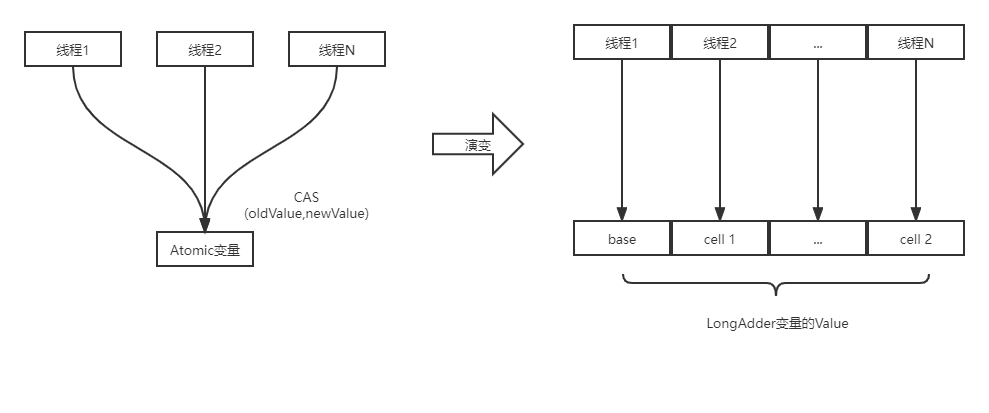 线程1
线程2
线程N
CAS
(oldValue,newValue)
Atomic变量
演变
线程1
线程2
...
线程N
base
cell 1
...
cell 2
LongAdder变量的Value